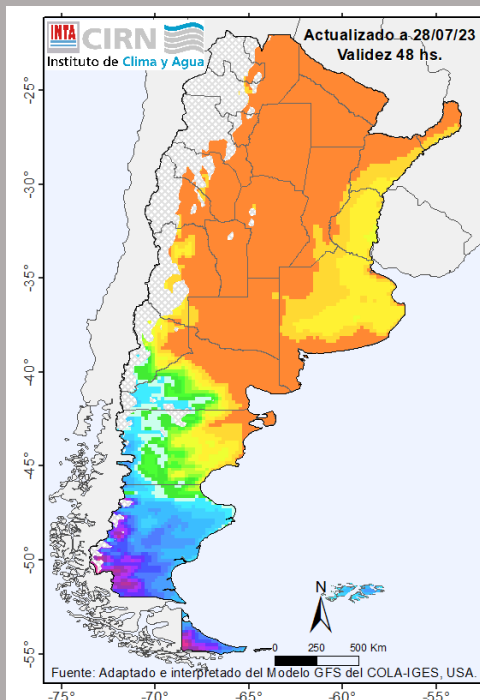 INTA CIRN
Instituto de Clima y Agua
Actualizado a 28/07/23
Validez 48 hs.
-25°
-30°
-35°
-40°
-45°
-50°
-55°
N
0 250 500 Km
Fuente: Adaptado e interpretado del Modelo GFS del COLA-IGES, USA.
-75° -70° -65° -60° -55°